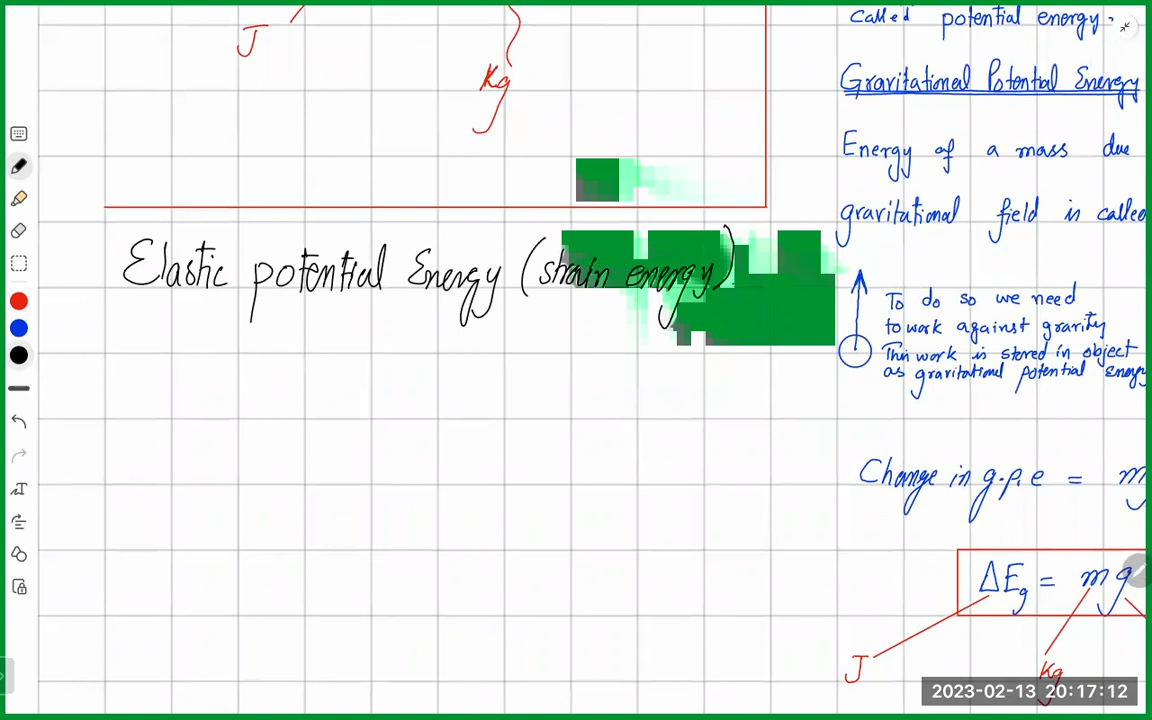 J
Kg
Elastic potential Energy (strain energy)
called potential energy.
Gravitational Potential Energy
Energy of a mass due
gravitational field is called
To do so we need
to work against gravity
This work is stored in object
as gravitational potential energy
Change in g.p.e = m
ΔEg = mg
J
Kg
2023-02-13 20:17:12